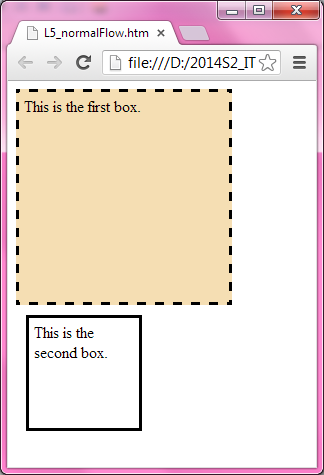 L5_normalFlow.htm
file:///D:/2014S2_IT
This is the first box.
This is the
second box.